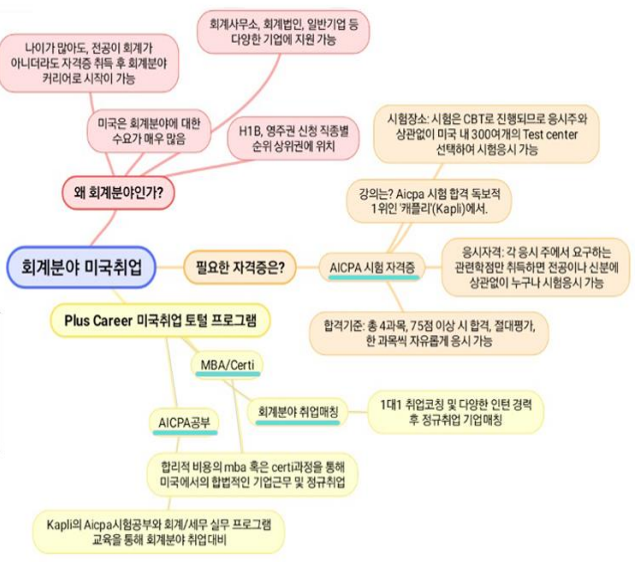 나이가 많아도, 전공이 회계가
아니더라도 자격증 취득 후 회계분야
커리어로 시작이 가능
회계사무소, 회계법인, 일반기업 등
다양한 기업에 지원 가능
미국은 회계분야에 대한
수요가 매우 많음
H1B, 영주권 신청 직종별
순위 상위권에 위치
왜 회계분야인가?
회계분야 미국취업
필요한 자격증은?
AICPA 시험 자격증
시험장소: 시험은 CBT로 진행되므로 응시주와
상관없이 미국 내 300여개의 Test center
선택하여 시험응시 가능
강의는? Aicpa 시험 합격 독보적
1위인 '캐플리'(Kapli)에서.
응시자격: 각 응시 주에서 요구하는
관련학점만 취득하면 전공이나 신분에
상관없이 누구나 시험응시 가능
합격기준: 총 4과목, 75점 이상 시 합격, 절대평가,
한 과목씩 자유롭게 응시 가능
Plus Career 미국취업 토털 프로그램
MBA/Certi
회계분야 취업매칭
1대1 취업코칭 및 다양한 인턴 경력
후 정규취업 기업매칭
AICPA공부
합리적 비용의 mba 혹은 certi과정을 통해
미국에서의 합법적인 기업근무 및 정규취업
Kapli의 Aicpa시험공부와 회계/세무 실무 프로그램
교육을 통해 회계분야 취업대비